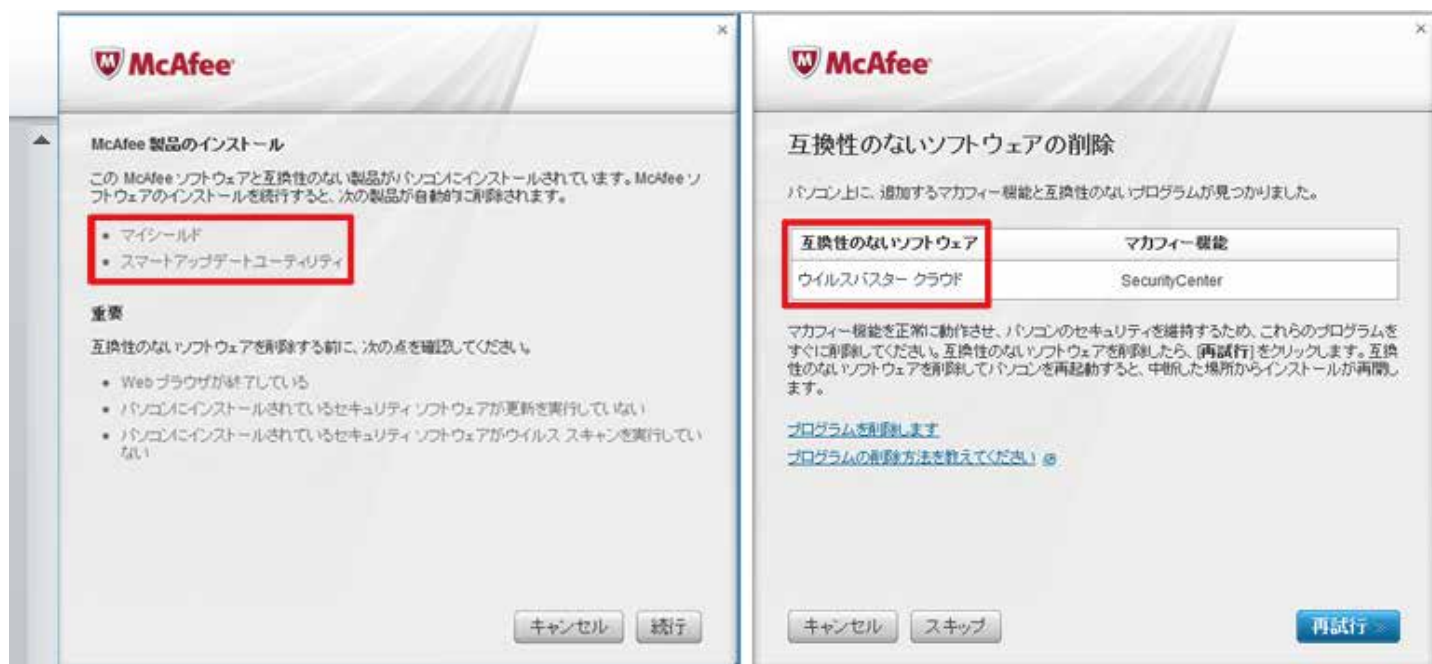 McAfee
McAfee 製品のインストール
この McAfee ソフトウェアと互換性のない製品がパソコンにインストールされています。McAfee ソ
フトウェアのインストールを続行すると、次の製品が自動的に削除されます。
• マイシールド
• スマートアップデートユーティリティ
重要
互換性のないソフトウェアを削除する前に、次の点を確認してください。
• Web ブラウザが終了している
• パソコンにインストールされているセキュリティ ソフトウェアが更新を実行していない
• パソコンにインストールされているセキュリティ ソフトウェアがウイルス スキャンを実行してい
ない
キャンセル 続行
McAfee
互換性のないソフトウェアの削除
パソコン上に、追加するマカフィー機能と互換性のないプログラムが見つかりました。
互換性のないソフトウェア マカフィー機能
ウイルスバスター クラウド SecurityCenter
マカフィー機能を正常に動作させ、パソコンのセキュリティを維持するため、これらのプログラムを
すぐに削除してください。互換性のないソフトウェアを削除したら、[再試行] をクリックします。互換
性のないソフトウェアを削除してパソコンを再起動すると、中断した場所からインストールが再開し
ます。
プログラムを削除します
プログラムの削除方法を教えてください
キャンセル スキップ 再試行